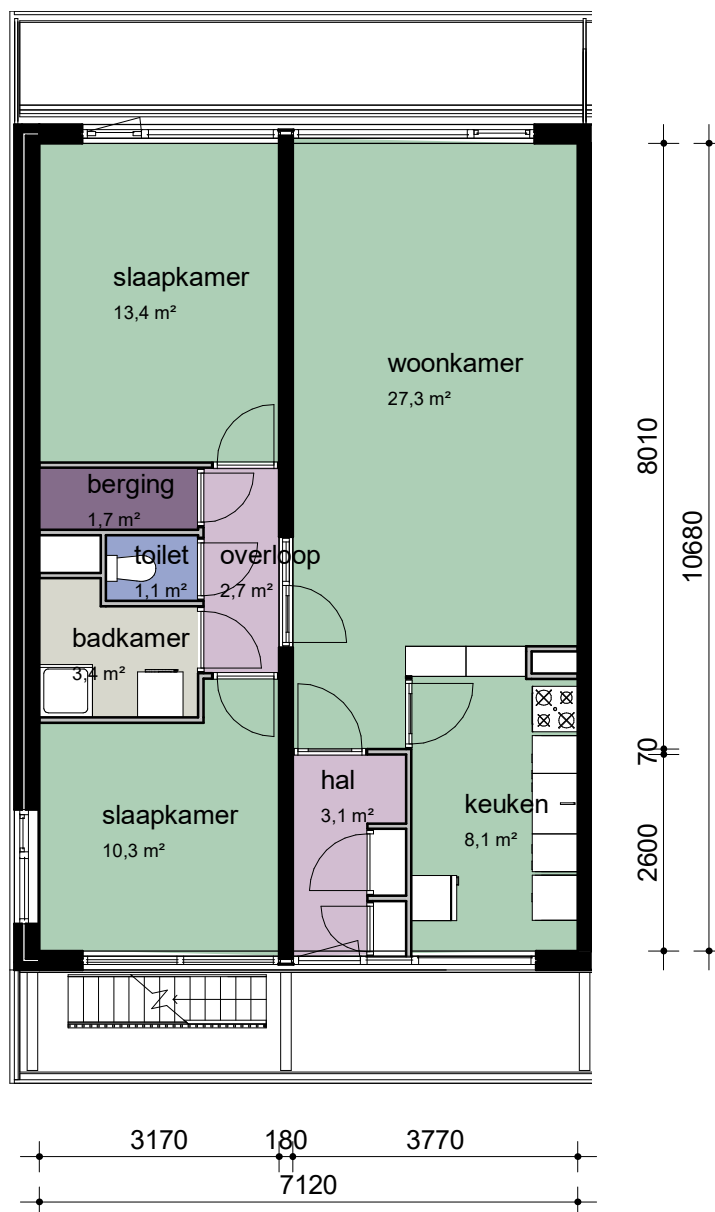 slaapkamer
13,4 m²
woonkamer
27,3 m²
8010
10680
berging
1,7 m²
toilet
1,1 m²
overloop
2,7 m²
badkamer
3,4 m²
70
hal
3,1 m²
slaapkamer
10,3 m²
keuken
8,1 m²
2600
3170
180
3770
7120